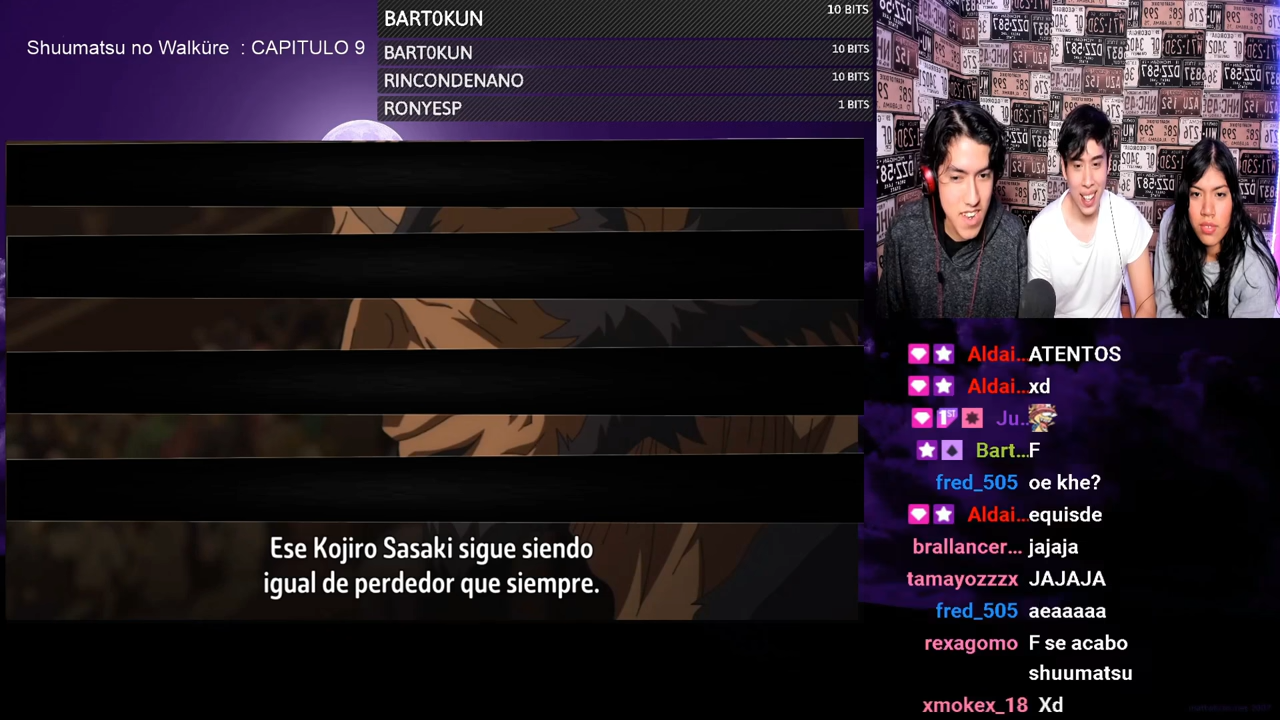 Shuumatsu no Walküre : CAPITULO 9
BART0KUN 10 BITS
BART0KUN 10 BITS
RINCONDENANO 10 BITS
RONYESP 1 BITS
Ese Kojiro Sasaki sigue siendo
igual de perdedor que siempre.
Aldai... ATENTOS
Aldai... xd
1ST Ju...
Bart... F
fred_505 oe khe?
Aldai... equisde
brallancer... jajaja
tamayozzzx JAJAJA
fred_505 aeaaaaa
rexagomo F se acabo
shuumatsu
xmokex_18 Xd